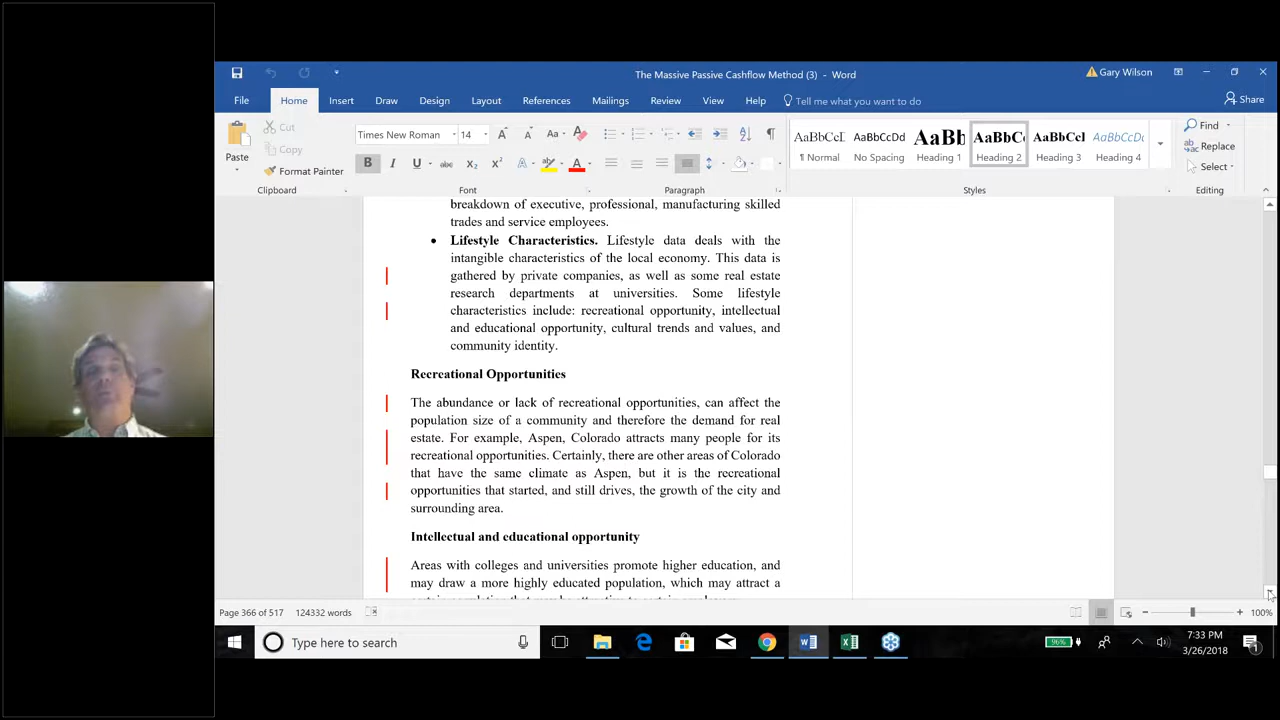 The Massive Passive Cashflow Method (3) - Word
Gary Wilson
File Home Insert Draw Design Layout References Mailings Review View Help Tell me what you want to do Share
Paste
Cut
Copy
Format Painter
Clipboard
Times New Roman 14
Font
Paragraph
AaBbCcDc AaBbCcDd AaBb AaBbCc AaBbCcl AaBbCcDd
¶ Normal No Spacing Heading 1 Heading 2 Heading 3 Heading 4
Styles
Find
Replace
Select
Editing
breakdown of executive, professional, manufacturing skilled
trades and service employees.
• Lifestyle Characteristics. Lifestyle data deals with the
intangible characteristics of the local economy. This data is
gathered by private companies, as well as some real estate
research departments at universities. Some lifestyle
characteristics include: recreational opportunity, intellectual
and educational opportunity, cultural trends and values, and
community identity.
Recreational Opportunities
The abundance or lack of recreational opportunities, can affect the
population size of a community and therefore the demand for real
estate. For example, Aspen, Colorado attracts many people for its
recreational opportunities. Certainly, there are other areas of Colorado
that have the same climate as Aspen, but it is the recreational
opportunities that started, and still drives, the growth of the city and
surrounding area.
Intellectual and educational opportunity
Areas with colleges and universities promote higher education, and
may draw a more highly educated population, which may attract a
Page 366 of 517 124332 words
100%
Type here to search
96%
7:33 PM
3/26/2018